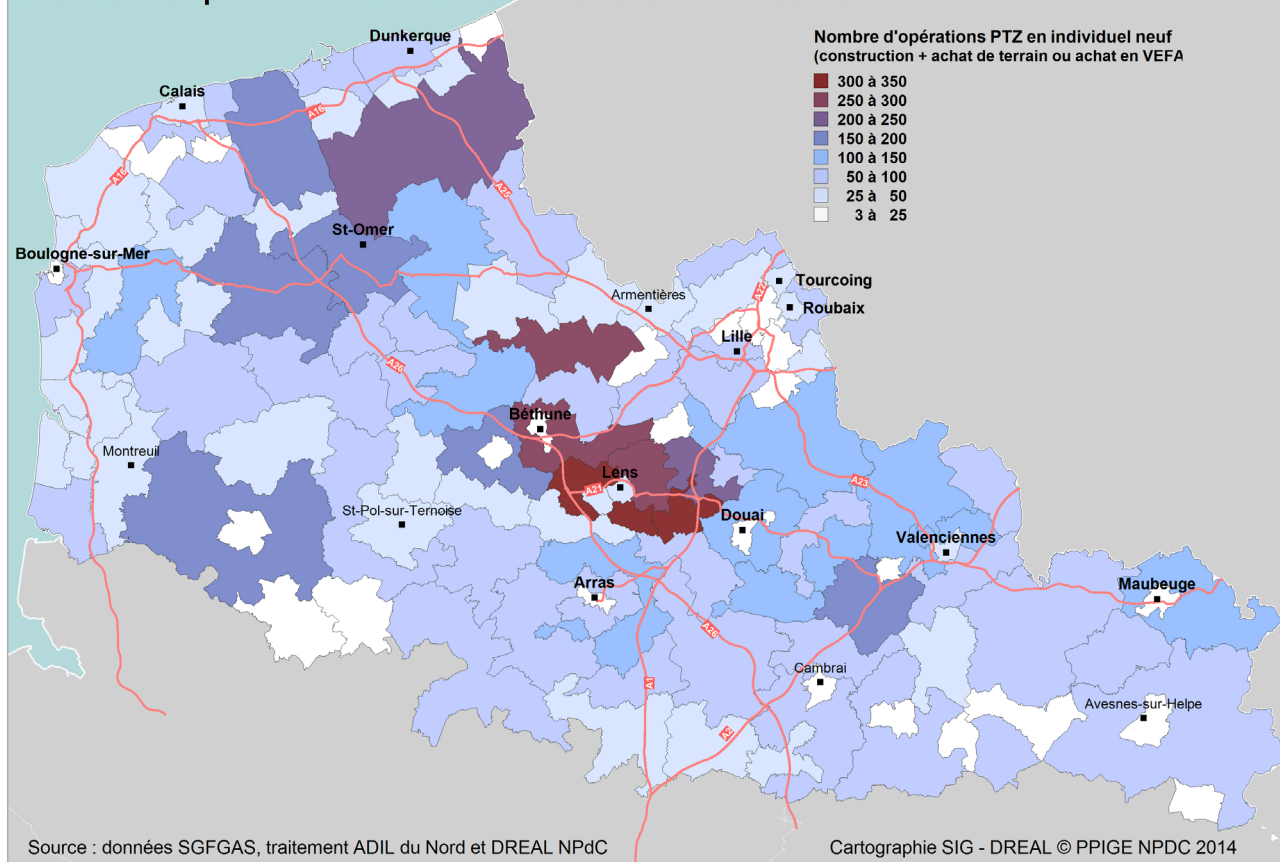 Dunkerque
Nombre d'opérations PTZ en individuel neuf
(construction + achat de terrain ou achat en VEFA
300 à 350
250 à 300
200 à 250
150 à 200
100 à 150
50 à 100
25 à 50
3 à 25
Calais
A16
A16
A25
St-Omer
Boulogne-sur-Mer
Tourcoing
A25
Armentières
Roubaix
Lille
A26
Béthune
Montreuil
Lens
A21
A23
St-Pol-sur-Ternoise
Douai
Valenciennes
Arras
Maubeuge
A26
Cambrai
A1
Avesnes-sur-Helpe
A2
Source : données SGFGAS, traitement ADIL du Nord et DREAL NPdC
Cartographie SIG - DREAL © PPIGE NPDC 2014